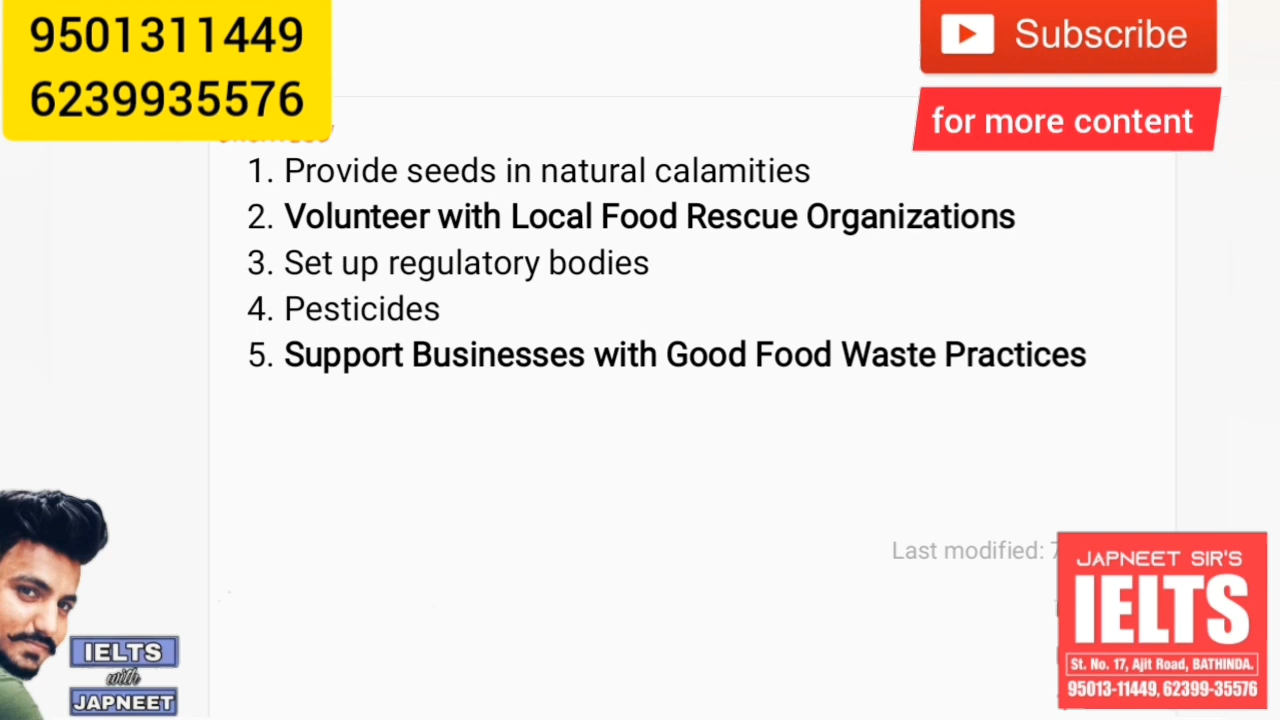 9501311449
6239935576
Subscribe
for more content
1. Provide seeds in natural calamities
2. Volunteer with Local Food Rescue Organizations
3. Set up regulatory bodies
4. Pesticides
5. Support Businesses with Good Food Waste Practices
Last modified:
JAPNEET SIR'S
IELTS
St. No. 17, Ajit Road, BATHINDA.
95013-11449, 62399-35576
IELTS
with
JAPNEET